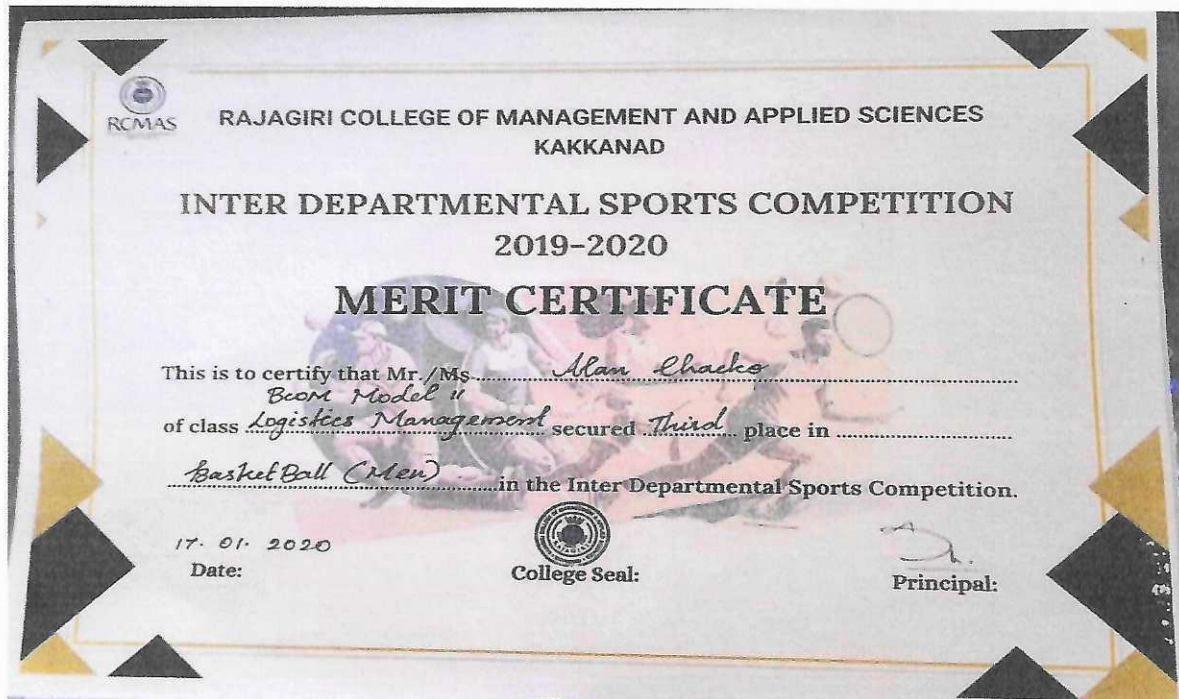 RCMAS
RAJAGIRI COLLEGE OF MANAGEMENT AND APPLIED SCIENCES
KAKKANAD
INTER DEPARTMENTAL SPORTS COMPETITION
2019-2020
MERIT CERTIFICATE
This is to certify that Mr./Ms. Alan Chacko
BCOM Model II
of class Logistics Management secured Third place in
BasketBall (Men) in the Inter Departmental Sports Competition.
17. 01. 2020
Date:
College Seal:
Principal: